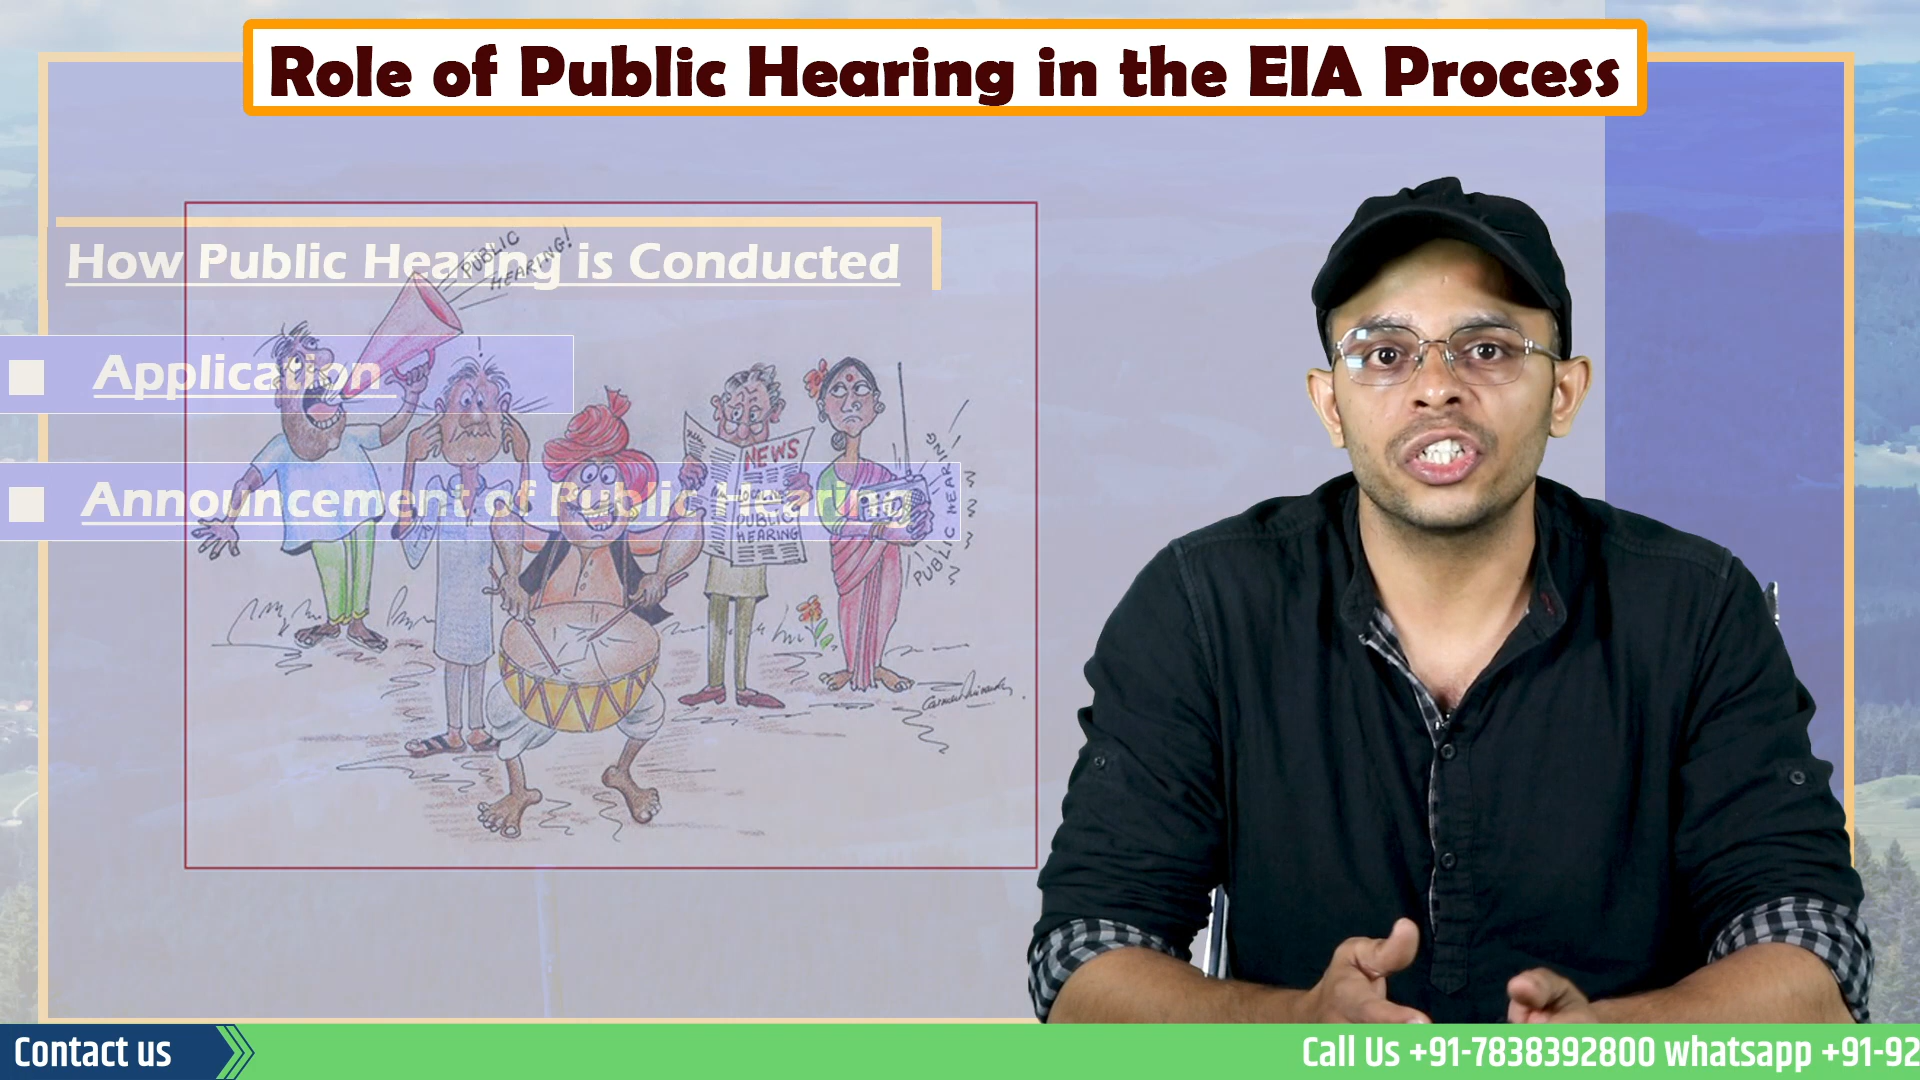 Role of Public Hearing in the EIA Process
How Public Hearing is Conducted
PUBLIC
HEARING!
Application
Announcement of Public Hearing
NEWS
PUBLIC
HEARING
PUBLIC HEARING
Contact us
Call Us +91-7838392800 whatsapp +91-92